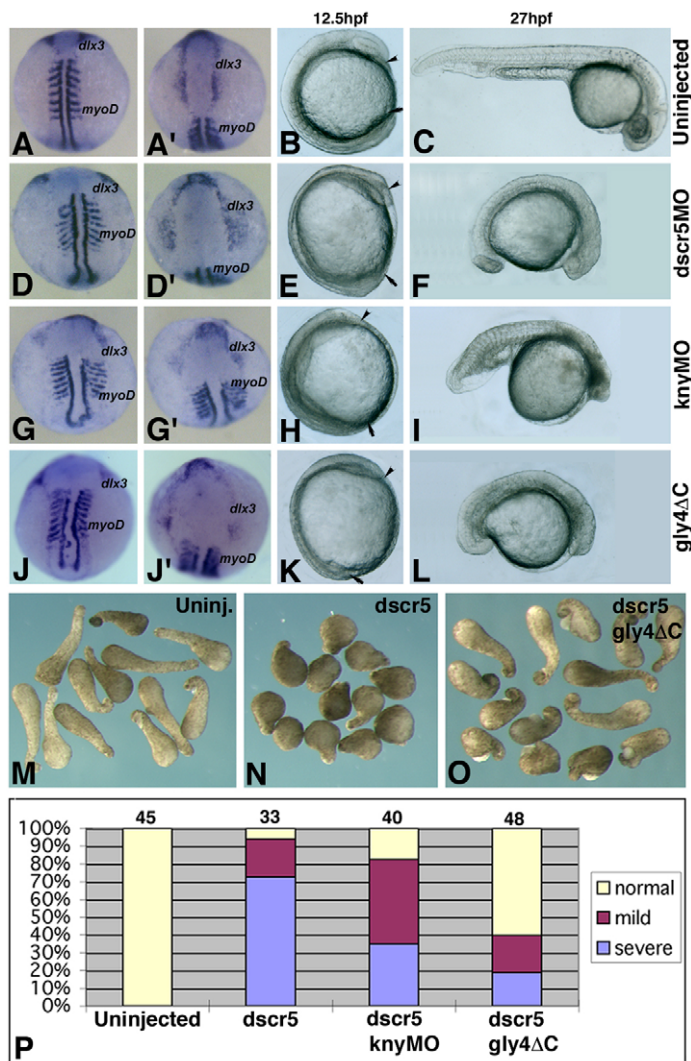 12.5hpf 27hpf
dlx3 myoD A
dlx3 myoD A'
B
C
Uninjected
dlx3 myoD D
dlx3 myoD D'
E
F
dscr5MO
dlx3 myoD G
dlx3 myoD G'
H
I
knyMO
dlx3 myoD J
dlx3 myoD J'
K
L
gly4ΔC
Uninj. M
dscr5 N
dscr5
gly4ΔC
O
45 33 40 48
100%
90%
80%
70%
60%
50%
40%
30%
20%
10%
0%
normal
mild
severe
Uninjected dscr5 dscr5 dscr5
knyMO gly4ΔC
P